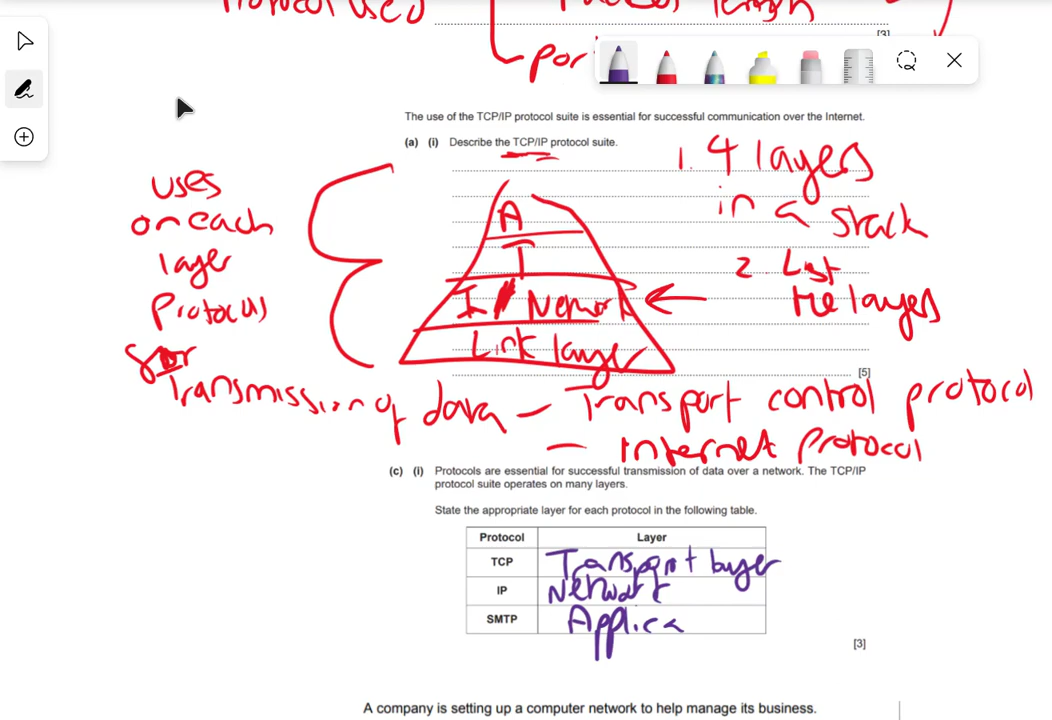 Protocol used
Packet length
[3]
por
The use of the TCP/IP protocol suite is essential for successful communication over the Internet.
(a) (i) Describe the TCP/IP protocol suite.
1. 4 layers
in a stack
2. List
the layers
uses
on each
layer
Protocols
for
A
T
I Network
Link layer
[5]
Transmission of data – Transport control protocol
– Internet Protocol
(c) (i) Protocols are essential for successful transmission of data over a network. The TCP/IP
protocol suite operates on many layers.
State the appropriate layer for each protocol in the following table.
Protocol Layer
TCP Transport layer
IP Network
SMTP Applica
[3]
A company is setting up a computer network to help manage its business.